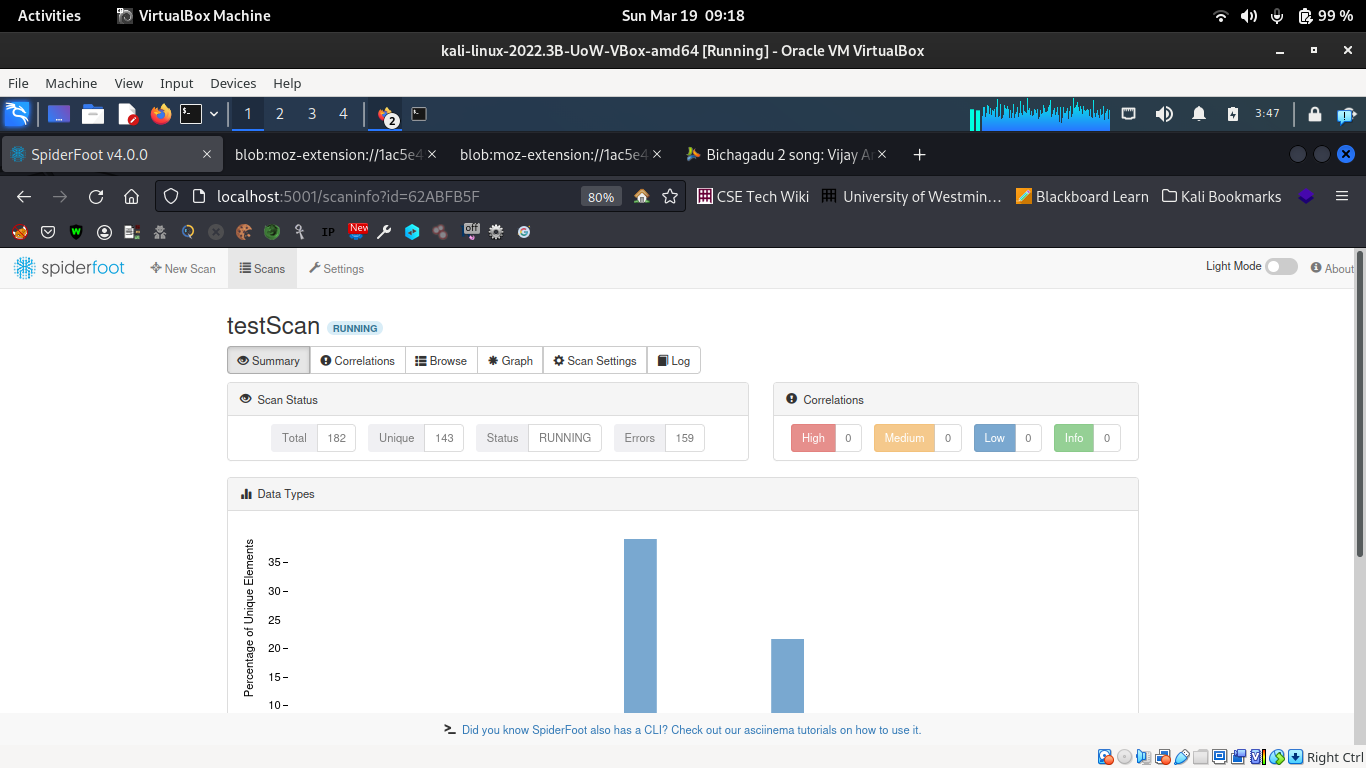 Activities VirtualBox Machine Sun Mar 19 09:18 99 %
kali-linux-2022.3B-UoW-VBox-amd64 [Running] - Oracle VM VirtualBox
File Machine View Input Devices Help
1 2 3 4 2 3:47
SpiderFoot v4.0.0 blob:moz-extension://1ac5e4 blob:moz-extension://1ac5e4 Bichagadu 2 song: Vijay A
localhost:5001/scaninfo?id=62ABFB5F 80% CSE Tech Wiki University of Westmin… Blackboard Learn Kali Bookmarks
W IP New off G
spiderfoot New Scan Scans Settings Light Mode About
testScan RUNNING
Summary Correlations Browse Graph Scan Settings Log
Scan Status Correlations
Total 182 Unique 143 Status RUNNING Errors 159 High 0 Medium 0 Low 0 Info 0
Data Types
Percentage of Unique Elements
35
30
25
20
15
10
Did you know SpiderFoot also has a CLI? Check out our asciinema tutorials on how to use it.
Right Ctrl